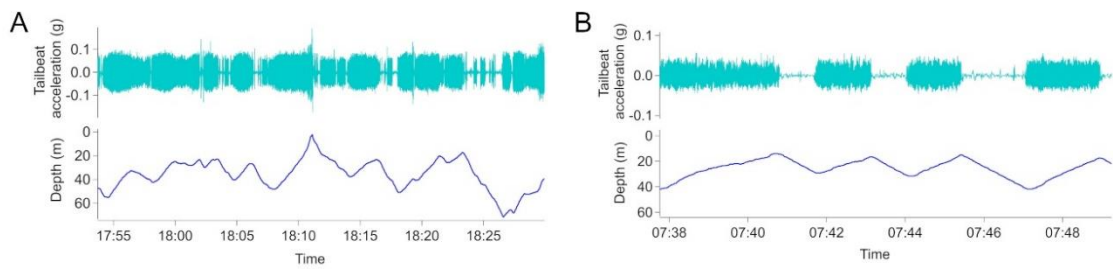 A
Tailbeat
acceleration (g)
0.1
0.0
-0.1
Depth (m)
0
20
40
60
17:55 18:00 18:05 18:10 18:15 18:20 18:25
Time
B
Tailbeat
acceleration (g)
0.1
0.0
-0.1
Depth (m)
0
20
40
60
07:38 07:40 07:42 07:44 07:46 07:48
Time